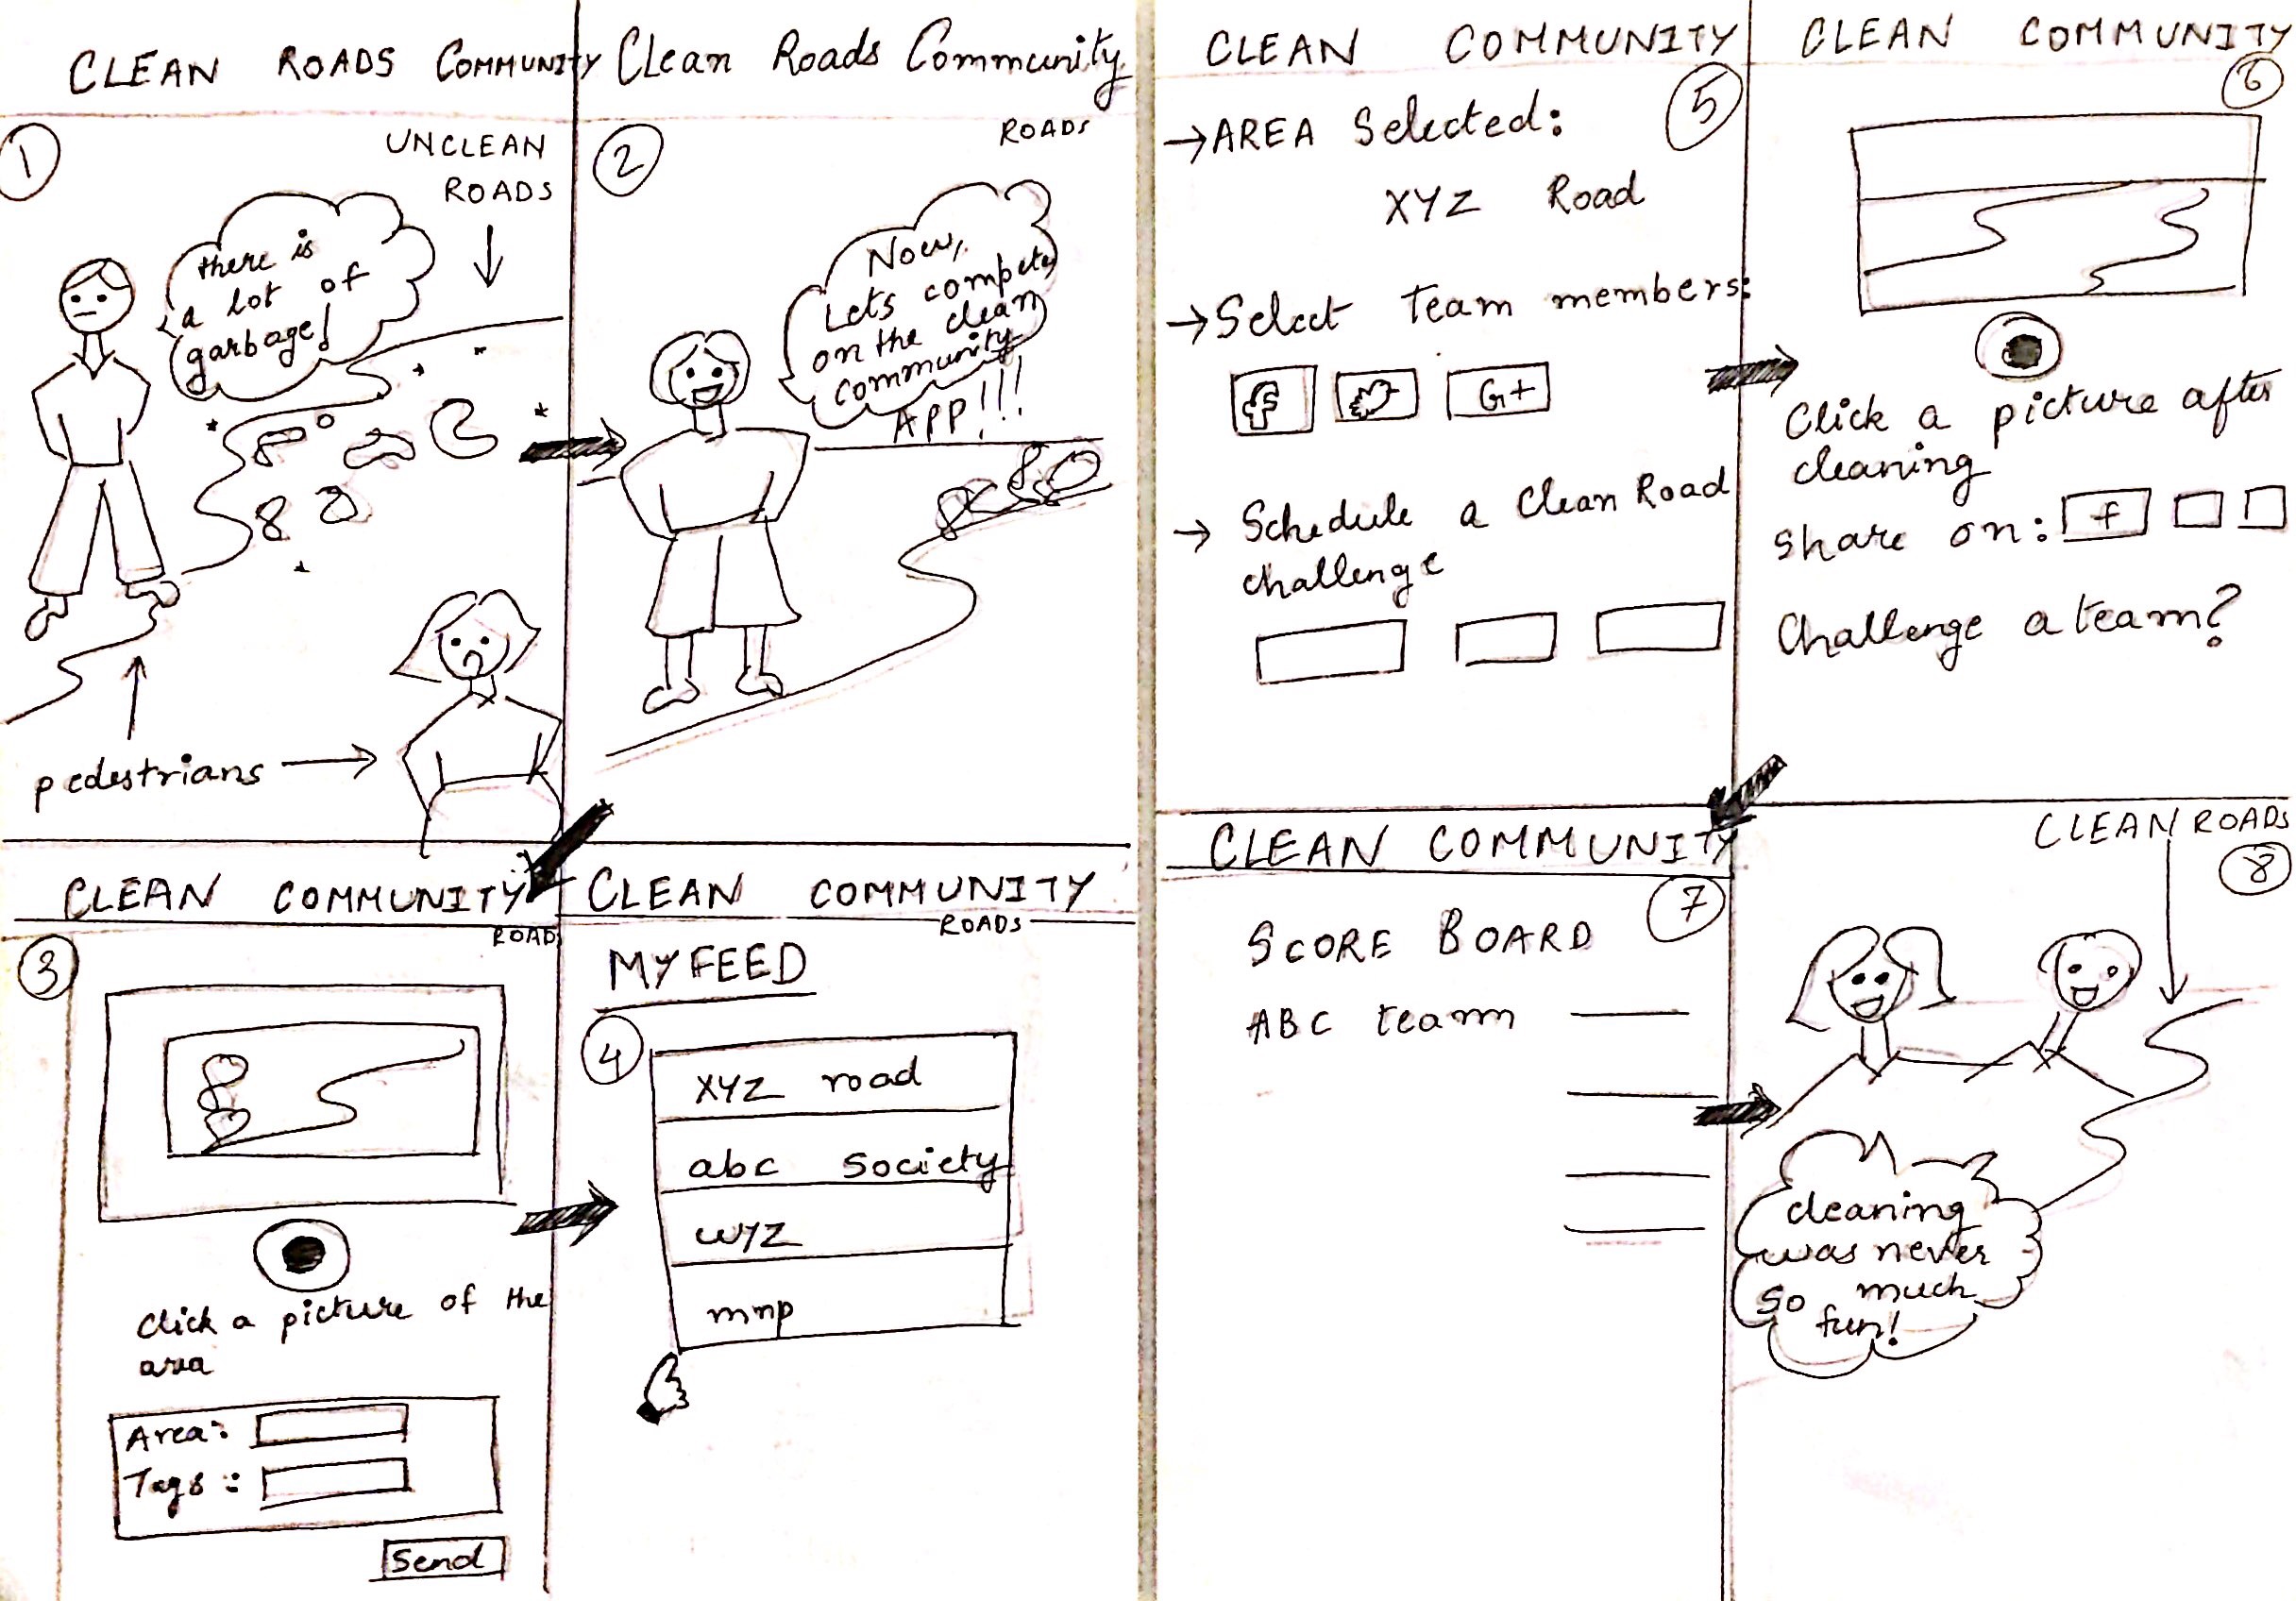 CLEAN ROADS COMMUNITY
1
UNCLEAN
ROADS
there is
a lot of
garbage!
pedestrians
Clean Roads Community
ROADS
2
Now,
Lets compete
on the clean
community
APP!!!
CLEAN COMMUNITY
ROAD
3
Click a picture of the
area
Area:
Tags:
Send
CLEAN COMMUNITY
ROADS
MY FEED
4
XYZ road
abc society
wyz
mnp
CLEAN COMMUNITY
5
→AREA Selected:
XYZ Road
→Select Team members:
f
G+
→ Schedule a Clean Road
challenge
CLEAN COMMUNITY
6
Click a picture after
cleaning
share on: f
Challenge a team?
CLEAN COMMUNITY
7
SCORE BOARD
ABC team
CLEAN ROADS
8
cleaning
was never
so much
fun!